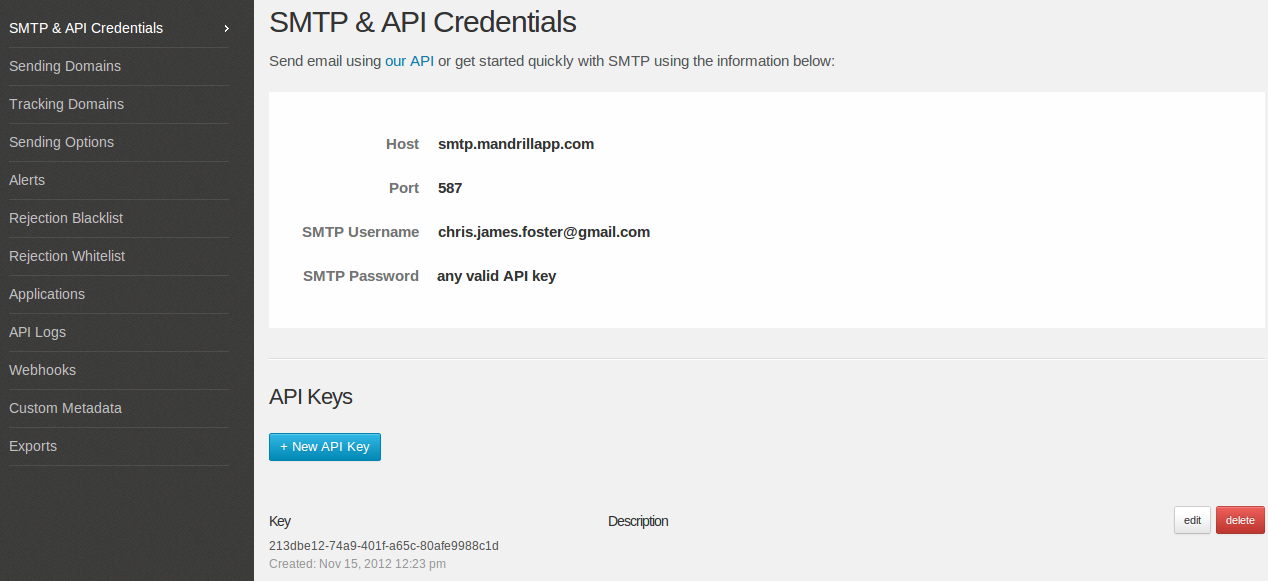 SMTP & API Credentials
Sending Domains
Tracking Domains
Sending Options
Alerts
Rejection Blacklist
Rejection Whitelist
Applications
API Logs
Webhooks
Custom Metadata
Exports
SMTP & API Credentials
Send email using our API or get started quickly with SMTP using the information below:
Host smtp.mandrillapp.com
Port 587
SMTP Username chris.james.foster@gmail.com
SMTP Password any valid API key
API Keys
+ New API Key
Key Description edit delete
213dbe12-74a9-401f-a65c-80afe9988c1d
Created: Nov 15, 2012 12:23 pm